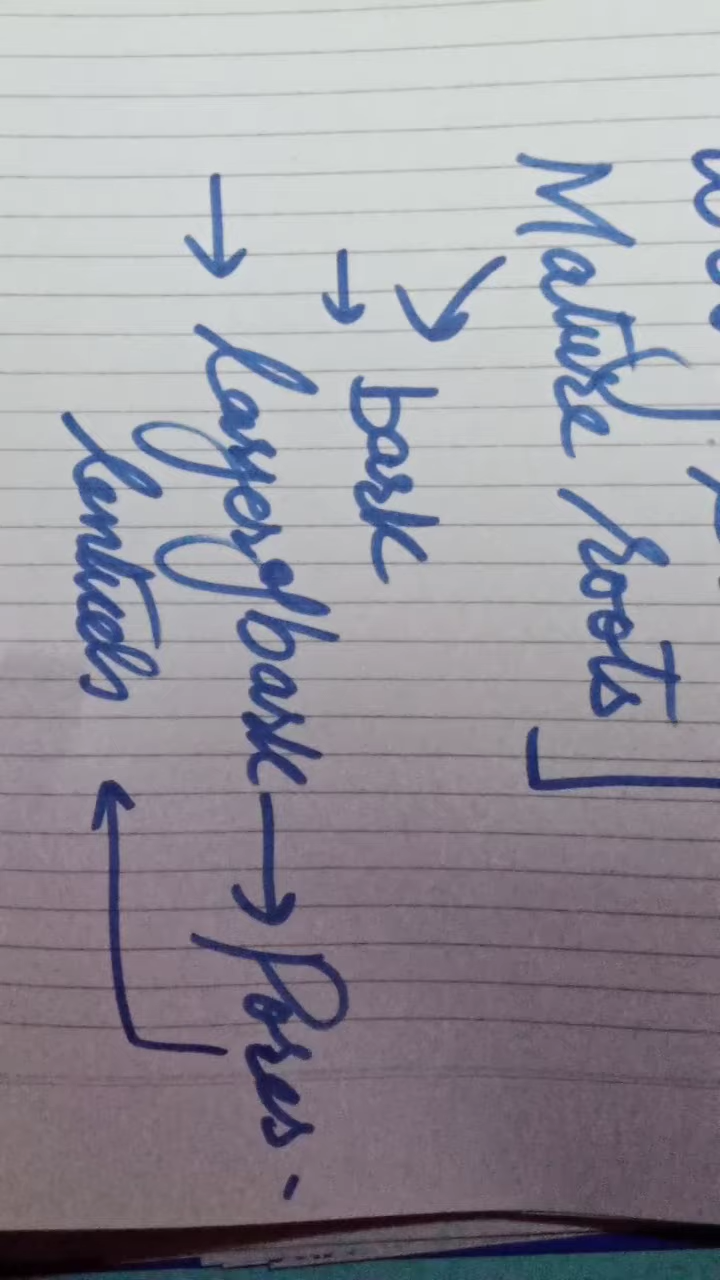 Mature roots
↘ bark
→
→ layer of bark → Pores.
lenticels